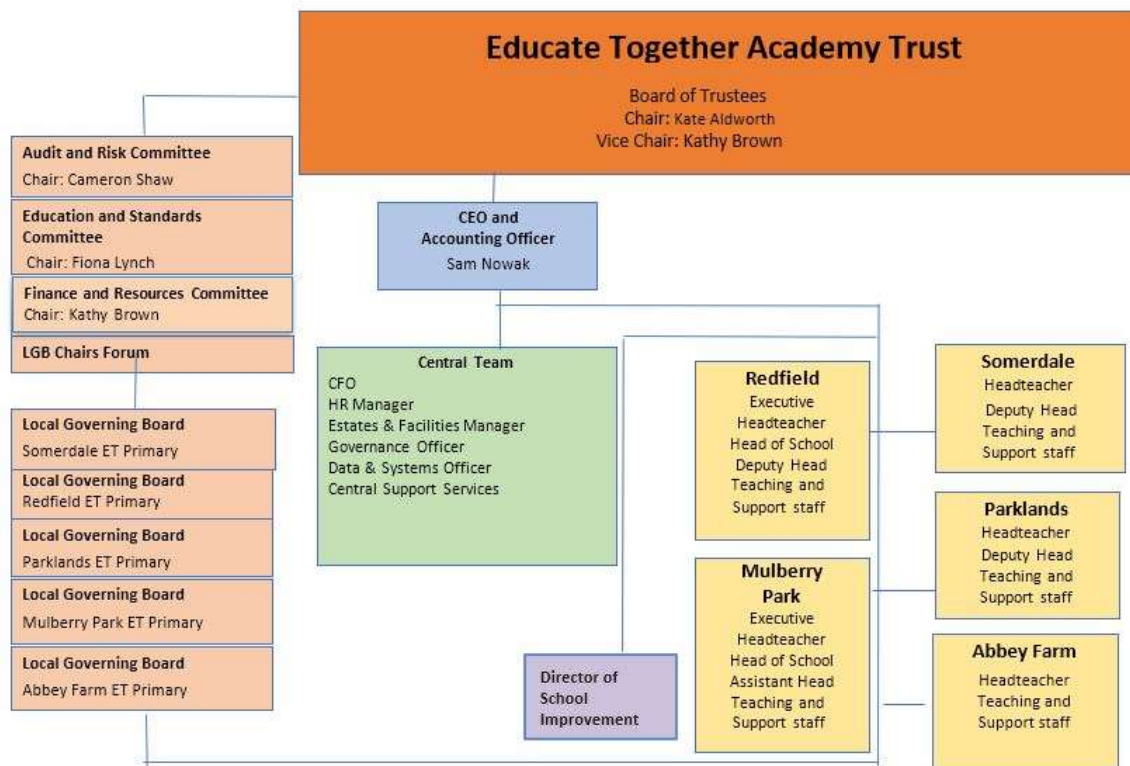 Educate Together Academy Trust
Board of Trustees
Chair: Kate Aldworth
Vice Chair: Kathy Brown
Audit and Risk Committee
Chair: Cameron Shaw
Education and Standards
Committee
Chair: Fiona Lynch
Finance and Resources Committee
Chair: Kathy Brown
LGB Chairs Forum
Local Governing Board
Somerdale ET Primary
Local Governing Board
Redfield ET Primary
Local Governing Board
Parklands ET Primary
Local Governing Board
Mulberry Park ET Primary
Local Governing Board
Abbey Farm ET Primary
CEO and
Accounting Officer
Sam Nowak
Central Team
CFO
HR Manager
Estates & Facilities Manager
Governance Officer
Data & Systems Officer
Central Support Services
Director of
School
Improvement
Redfield
Executive
Headteacher
Head of School
Deputy Head
Teaching and
Support staff
Mulberry
Park
Executive
Headteacher
Head of School
Assistant Head
Teaching and
Support staff
Somerdale
Headteacher
Deputy Head
Teaching and
Support staff
Parklands
Headteacher
Deputy Head
Teaching and
Support staff
Abbey Farm
Headteacher
Teaching and
Support staff